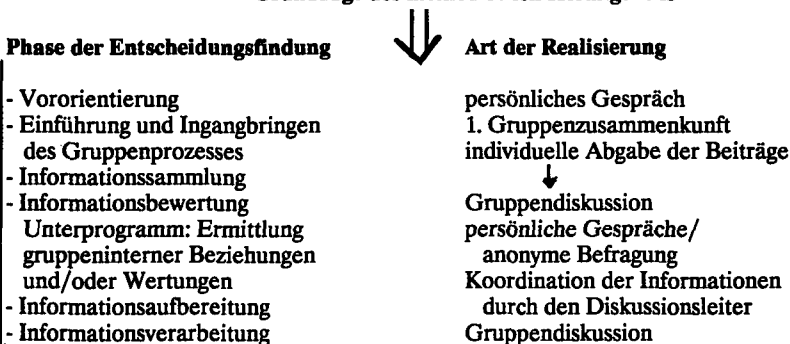 Phase der Entscheidungsfindung Art der Realisierung
- Vororientierung persönliches Gespräch
- Einführung und Ingangbringen 1. Gruppenzusammenkunft
des Gruppenprozesses individuelle Abgabe der Beiträge
- Informationssammlung
- Informationsbewertung Gruppendiskussion
Unterprogramm: Ermittlung persönliche Gespräche/
gruppeninterner Beziehungen anonyme Befragung
und/oder Wertungen Koordination der Informationen
- Informationsaufbereitung durch den Diskussionsleiter
- Informationsverarbeitung Gruppendiskussion